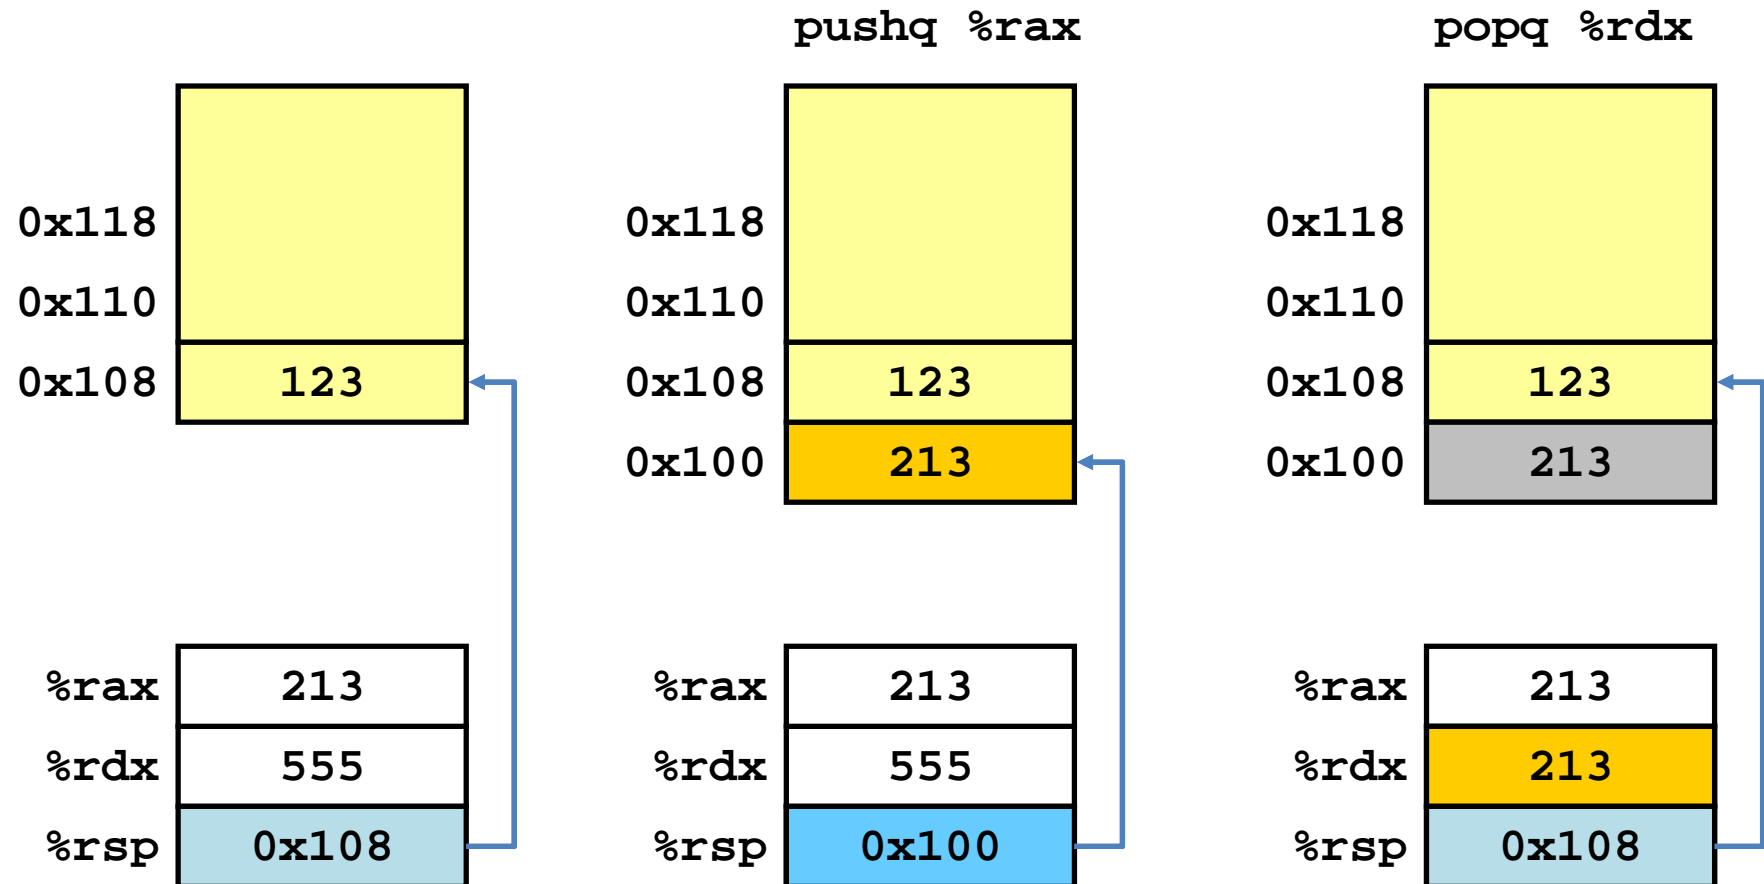 pushq %rax popq %rdx
0x118 0x118 0x118
0x110 0x110 0x110
0x108 123 0x108 123 0x108 123
0x100 213 0x100 213
%rax 213 %rax 213 %rax 213
%rdx 555 %rdx 555 %rdx 213
%rsp 0x108 %rsp 0x100 %rsp 0x108